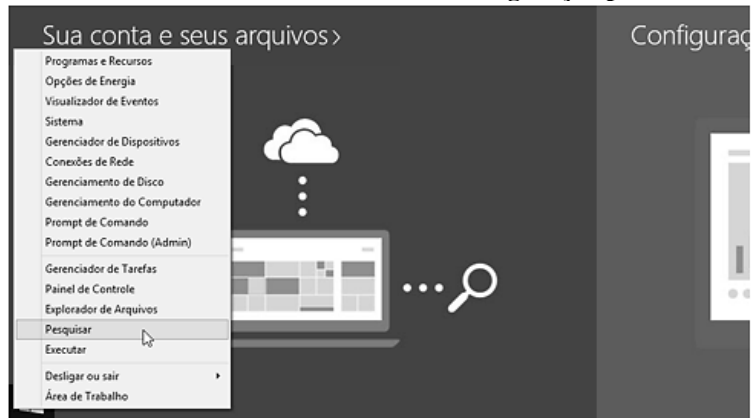 Sua conta e seus arquivos>
Configuraç
Programas e Recursos
Opções de Energia
Visualizador de Eventos
Sistema
Gerenciador de Dispositivos
Conexões de Rede
Gerenciamento de Disco
Gerenciamento do Computador
Prompt de Comando
Prompt de Comando (Admin)
Gerenciador de Tarefas
Painel de Controle
Explorador de Arquivos
Pesquisar
Executar
Desligar ou sair
Área de Trabalho